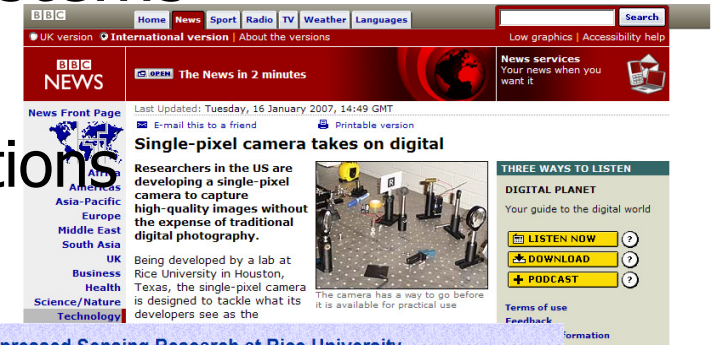 BBC Home News Sport Radio TV Weather Languages Search
UK version International version | About the versions Low graphics | Accessibility help
BBC
NEWS
OPEN The News in 2 minutes
News services
Your news when you
want it
News Front Page
Africa
Americas
Asia-Pacific
Europe
Middle East
South Asia
UK
Business
Health
Science/Nature
Technology
Last Updated: Tuesday, 16 January 2007, 14:49 GMT
E-mail this to a friend Printable version
Single-pixel camera takes on digital
Researchers in the US are
developing a single-pixel
camera to capture
high-quality images without
the expense of traditional
digital photography.
Being developed by a lab at
Rice University in Houston,
Texas, the single-pixel camera
is designed to tackle what its
developers see as the
R
The camera has a way to go before
it is available for practical use
THREE WAYS TO LISTEN
DIGITAL PLANET
Your guide to the digital world
LISTEN NOW ?
DOWNLOAD ?
+ PODCAST ?
Terms of use
Feedback
formation
tions
pressed Sensing Research at Rice University